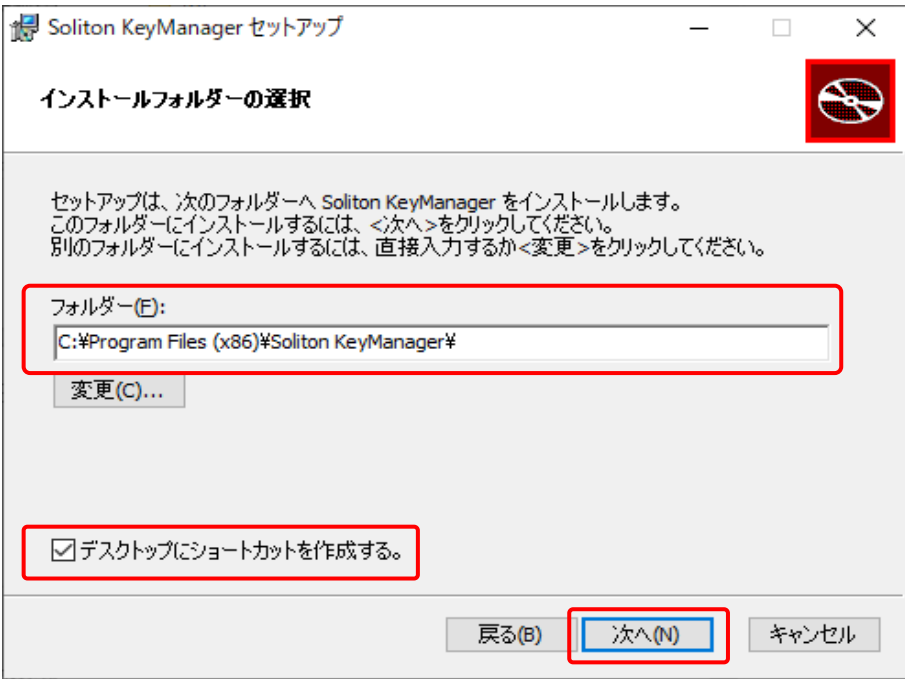 Soliton KeyManager セットアップ
インストールフォルダーの選択
セットアップは、次のフォルダーへ Soliton KeyManager をインストールします。
このフォルダーにインストールするには、<次へ>をクリックしてください。
別のフォルダーにインストールするには、直接入力するか<変更>をクリックしてください。
フォルダー(F):
C:¥Program Files (x86)¥Soliton KeyManager¥
変更(C)...
デスクトップにショートカットを作成する。
戻る(B) 次へ(N) キャンセル